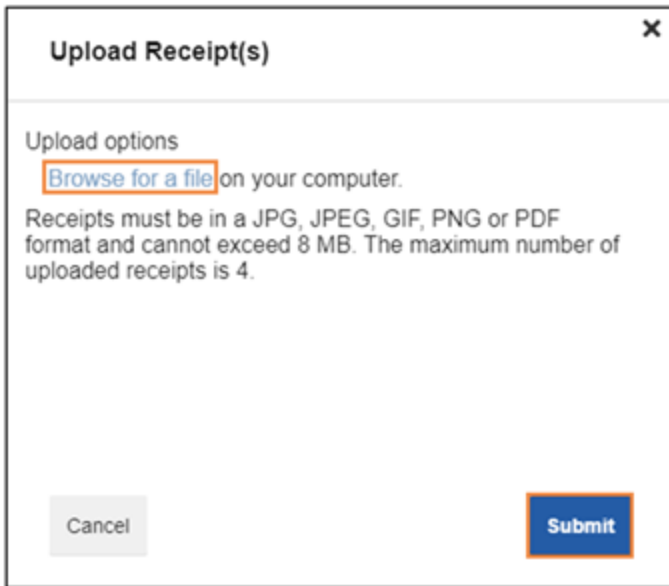 Upload Receipt(s)
Upload options
Browse for a file on your computer.
Receipts must be in a JPG, JPEG, GIF, PNG or PDF
format and cannot exceed 8 MB. The maximum number of
uploaded receipts is 4.
Cancel
Submit